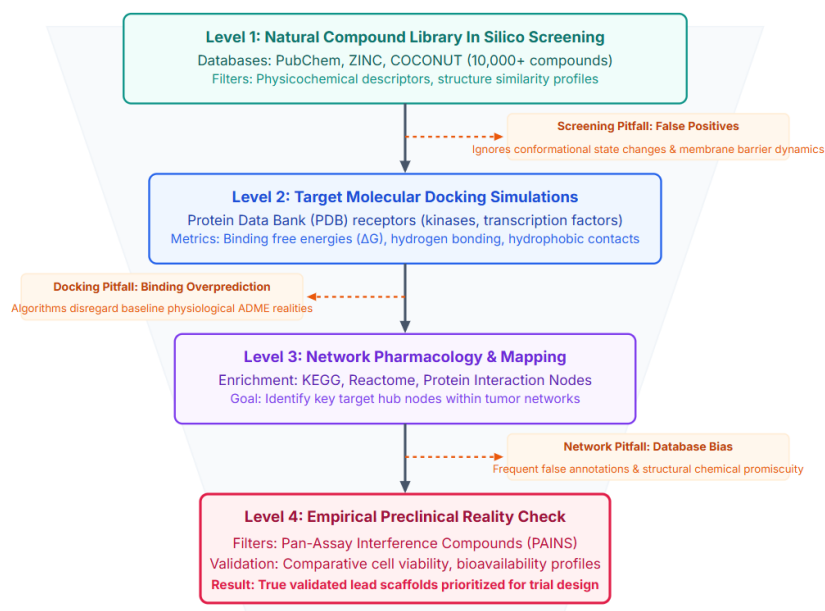 Level 1: Natural Compound Library In Silico Screening
Databases: PubChem, ZINC, COCONUT (10,000+ compounds)
Filters: Physicochemical descriptors, structure similarity profiles
Screening Pitfall: False Positives
Ignores conformational state changes & membrane barrier dynamics
Level 2: Target Molecular Docking Simulations
Protein Data Bank (PDB) receptors (kinases, transcription factors)
Metrics: Binding free energies (ΔG), hydrogen bonding, hydrophobic contacts
Docking Pitfall: Binding Overprediction
Algorithms disregard baseline physiological ADME realities
Level 3: Network Pharmacology & Mapping
Enrichment: KEGG, Reactome, Protein Interaction Nodes
Goal: Identify key target hub nodes within tumor networks
Network Pitfall: Database Bias
Frequent false annotations & structural chemical promiscuity
Level 4: Empirical Preclinical Reality Check
Filters: Pan-Assay Interference Compounds (PAINS)
Validation: Comparative cell viability, bioavailability profiles
Result: True validated lead scaffolds prioritized for trial design